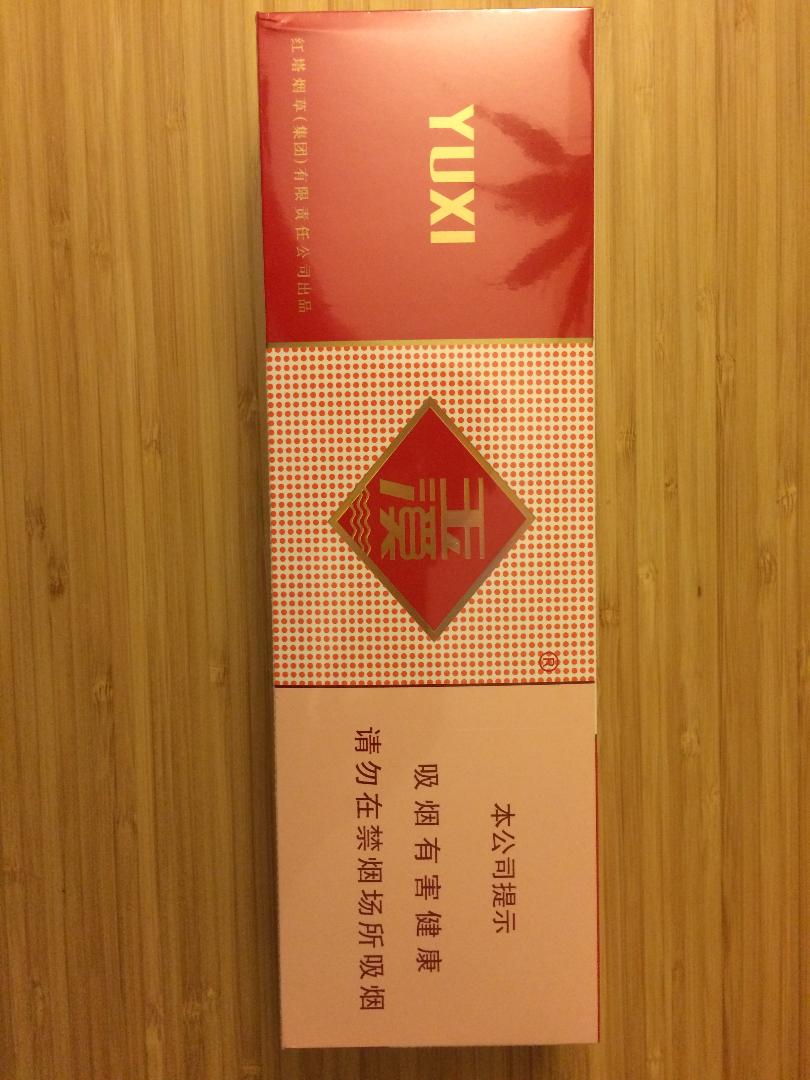 YUXI
红塔烟草(集团)有限责任公司出品
玉溪
®
本公司提示
吸烟有害健康
请勿在禁烟场所吸烟